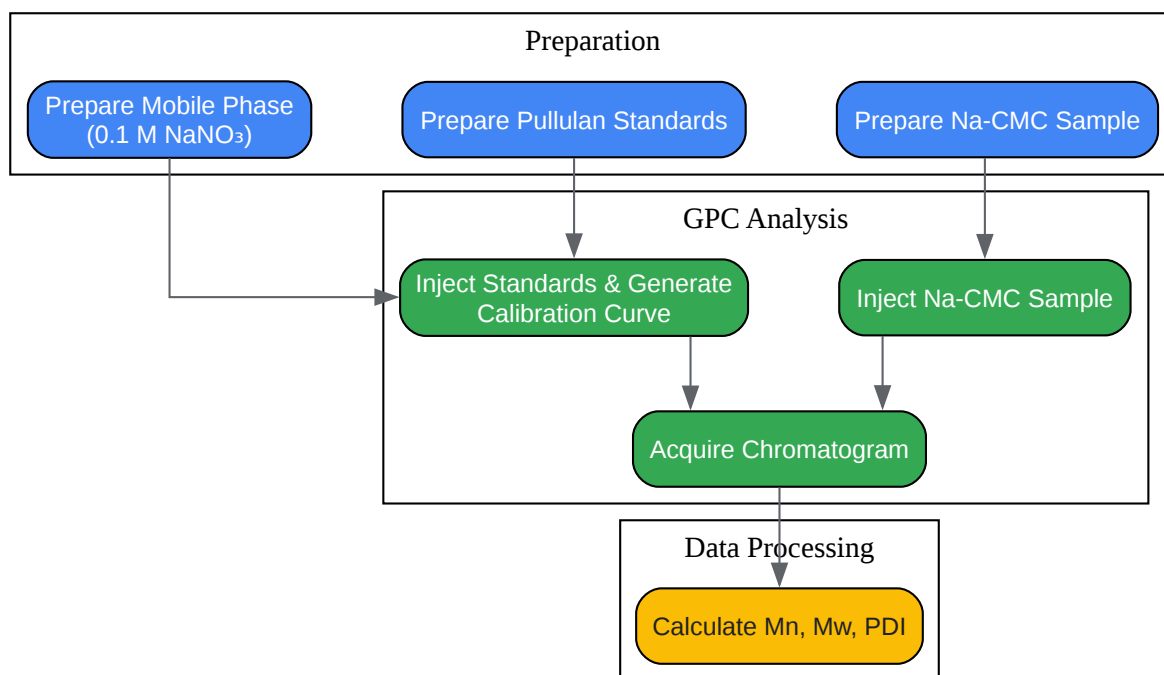 Preparation
Prepare Mobile Phase
(0.1 M NaNO₃)
Prepare Pullulan Standards
Prepare Na-CMC Sample
GPC Analysis
Inject Standards & Generate
Calibration Curve
Inject Na-CMC Sample
Acquire Chromatogram
Data Processing
Calculate Mn, Mw, PDI